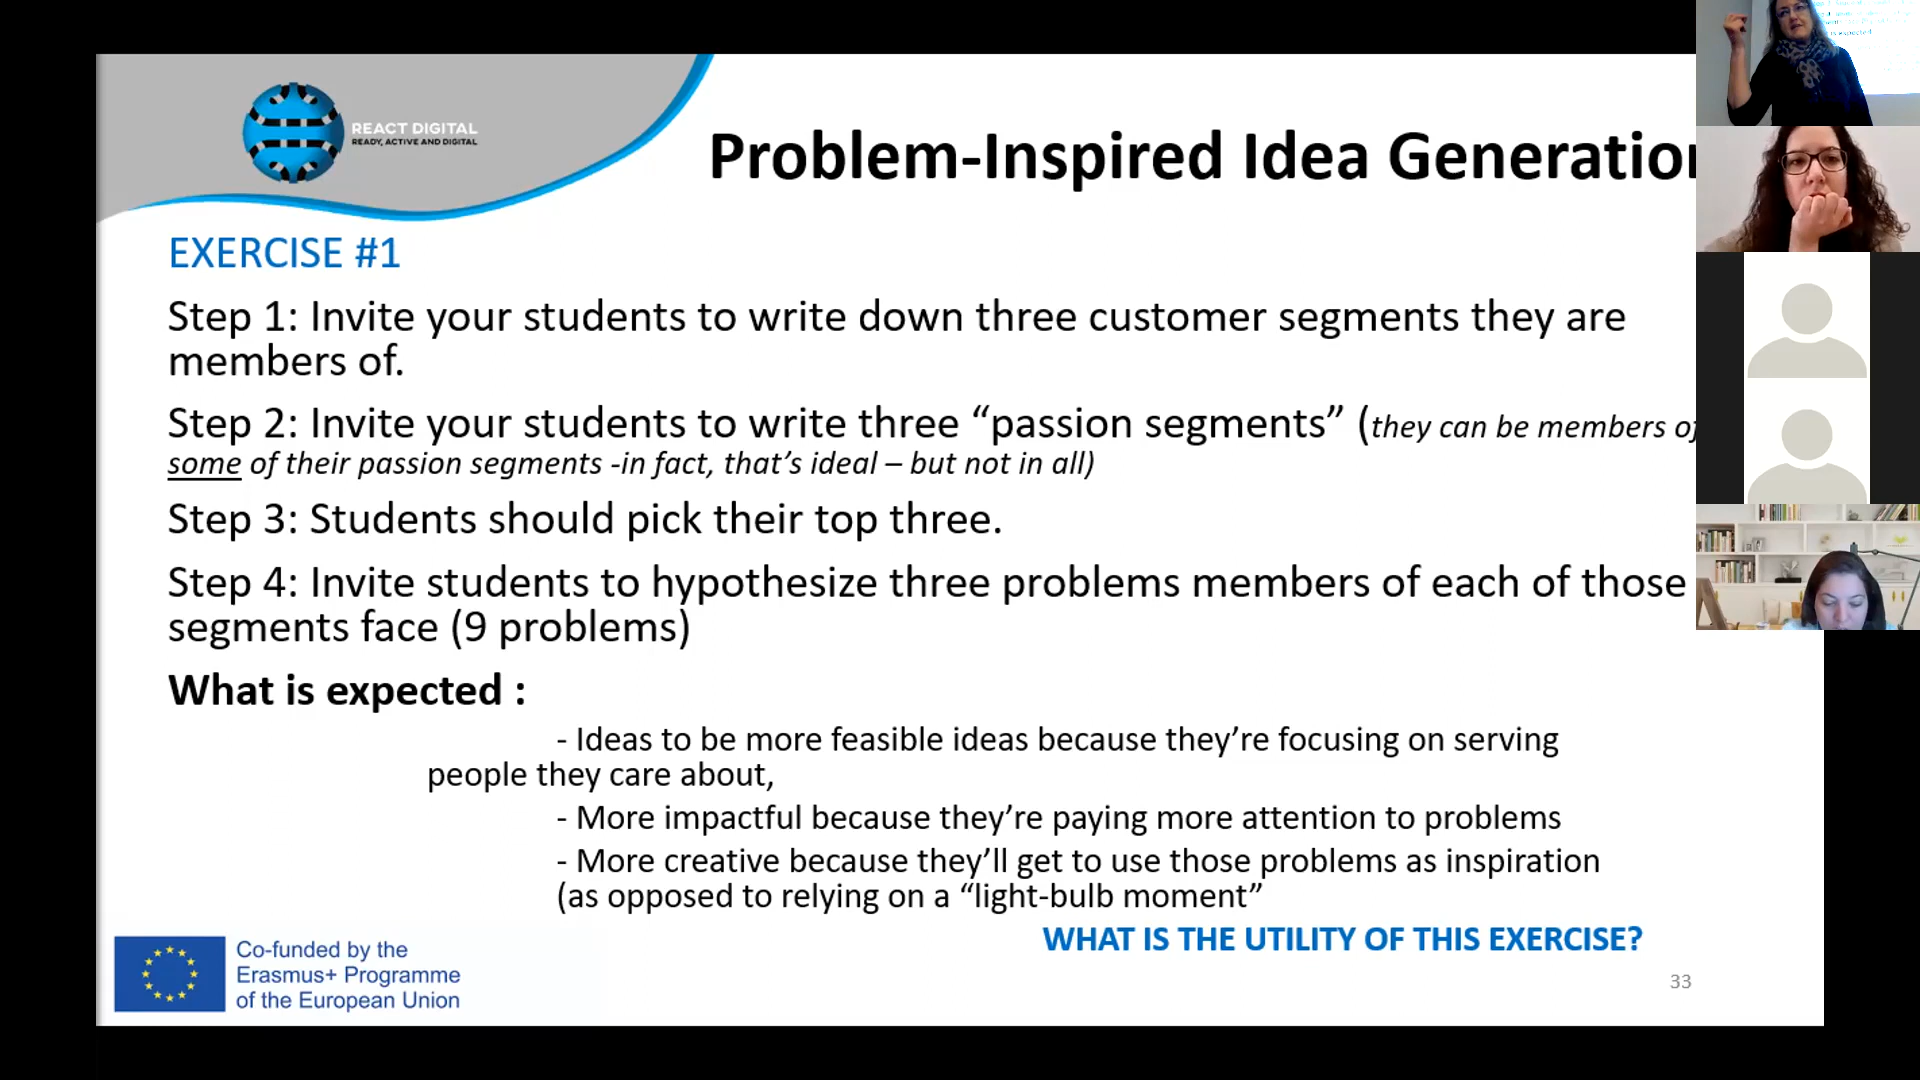 REACT DIGITAL
READY, ACTIVE AND DIGITAL
Problem-Inspired Idea Generation
EXERCISE #1
Step 1: Invite your students to write down three customer segments they are
members of.
Step 2: Invite your students to write three “passion segments” (they can be members of
some of their passion segments -in fact, that’s ideal – but not in all)
Step 3: Students should pick their top three.
Step 4: Invite students to hypothesize three problems members of each of those
segments face (9 problems)
What is expected :
- Ideas to be more feasible ideas because they’re focusing on serving
people they care about,
- More impactful because they’re paying more attention to problems
- More creative because they’ll get to use those problems as inspiration
(as opposed to relying on a “light-bulb moment”
WHAT IS THE UTILITY OF THIS EXERCISE?
Co-funded by the
Erasmus+ Programme
of the European Union
33